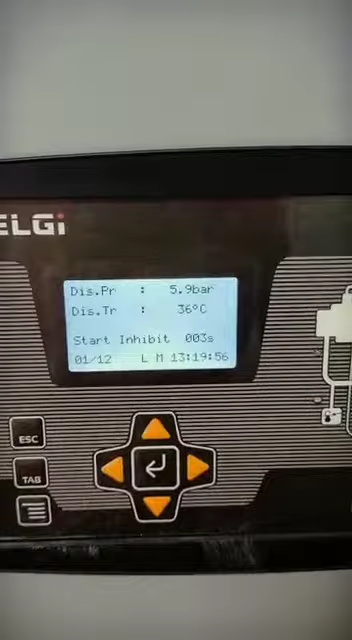 ELGi
Dis.Pr : 5.9bar
Dis.Tr : 36°C
Start Inhibit 003s
01/12 L M 13:19:56
ESC
TAB